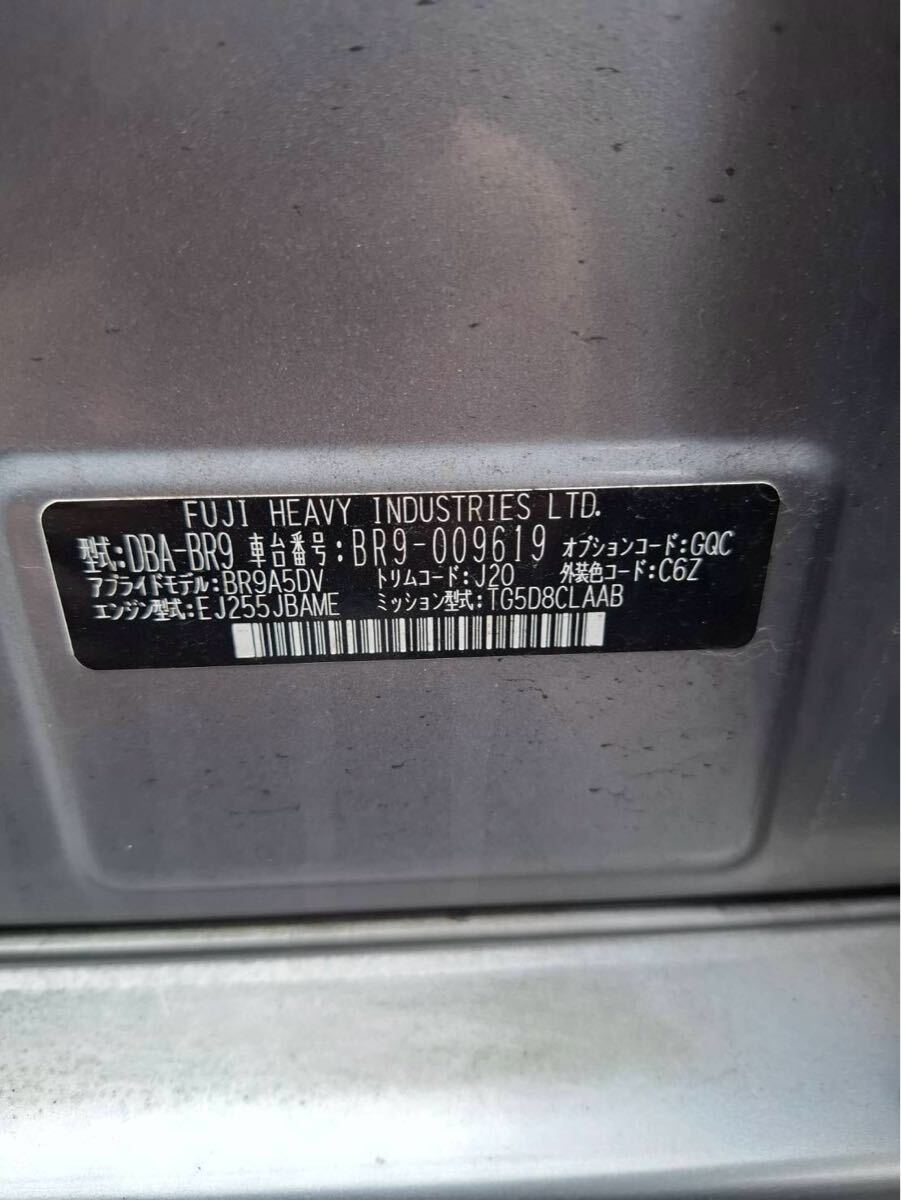 FUJI HEAVY INDUSTRIES LTD.
型式:DBA-BR9 車台番号:BR9-009619 オプションコード:GQC
アプライドモデル:BR9A5DV トリムコード:J20 外装色コード:C6Z
エンジン型式:EJ255JBAME ミッション型式:TG5D8CLAAB